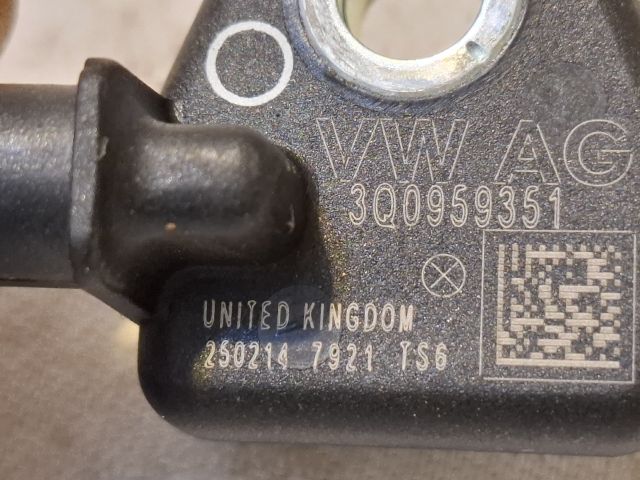 VW AG
3Q0959351
UNITED KINGDOM
250214 7921 TS6